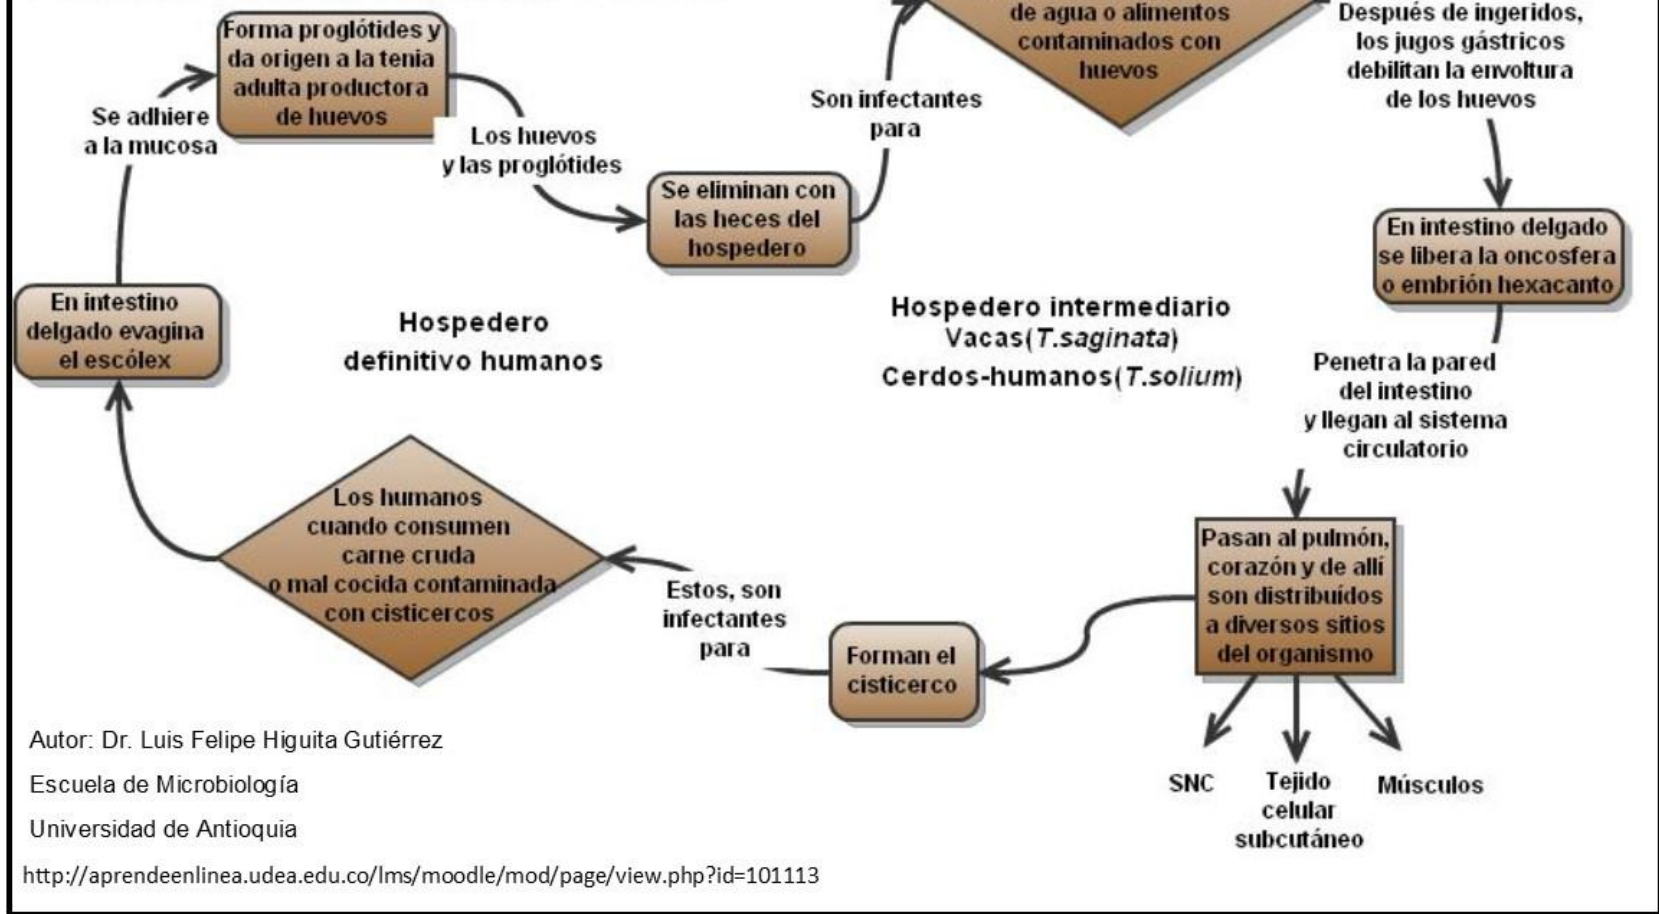 Forma proglótides y
da origen a la tenia
adulta productora
de huevos
Se adhiere
a la mucosa
Los huevos
y las proglótides
Se eliminan con
las heces del
hospedero
Son infectantes
para
de agua o alimentos
contaminados con
huevos
Después de ingeridos,
los jugos gástricos
debilitan la envoltura
de los huevos
En intestino delgado
se libera la oncosfera
o embrión hexacanto
En intestino
delgado evagina
el escólex
Hospedero
definitivo humanos
Hospedero intermediario
Vacas(T.saginata)
Cerdos-humanos(T.solium)
Penetra la pared
del intestino
y llegan al sistema
circulatorio
Los humanos
cuando consumen
carne cruda
o mal cocida contaminada
con cisticercos
Estos, son
infectantes
para
Forman el
cisticerco
Pasan al pulmón,
corazón y de allí
son distribuídos
a diversos sitios
del organismo
SNC
Tejido
celular
subcutáneo
Músculos
Autor: Dr. Luis Felipe Higuita Gutiérrez
Escuela de Microbiología
Universidad de Antioquia
http://aprendeenlinea.udea.edu.co/lms/moodle/mod/page/view.php?id=101113